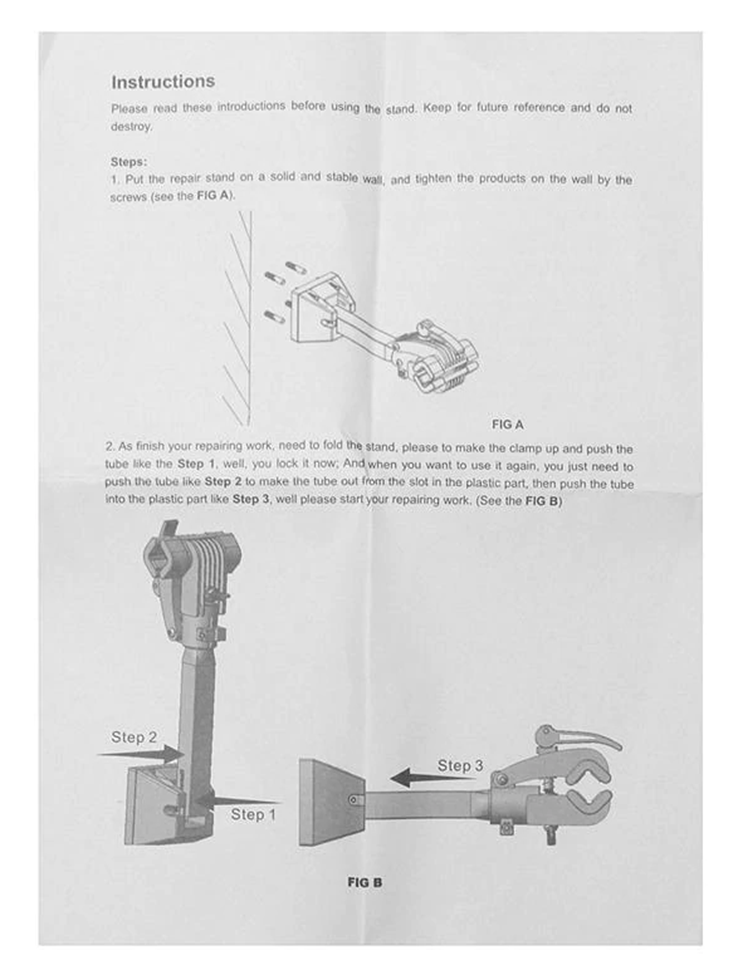 Instructions
Please read these introductions before using the stand. Keep for future reference and do not
destroy.
Steps:
1. Put the repair stand on a solid and stable wall, and tighten the products on the wall by the
screws (see the FIG A).
FIG A
2. As finish your repairing work, need to fold the stand, please to make the clamp up and push the
tube like the Step 1, well, you lock it now; And when you want to use it again, you just need to
push the tube like Step 2 to make the tube out from the slot in the plastic part, then push the tube
into the plastic part like Step 3, well please start your repairing work. (See the FIG B)
Step 2
Step 1
Step 3
FIG B